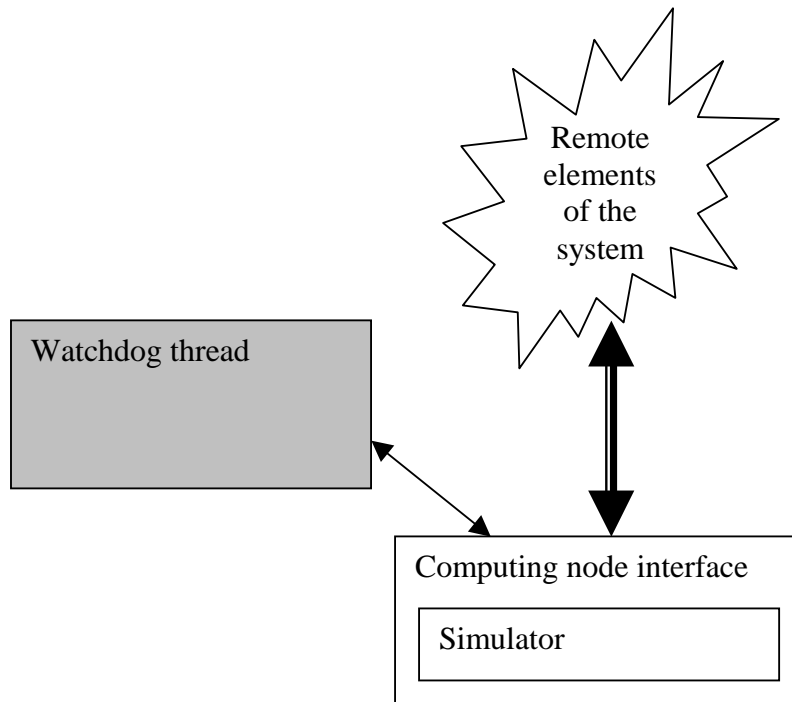 Remote
elements
of the
system
Watchdog thread
Computing node interface
Simulator